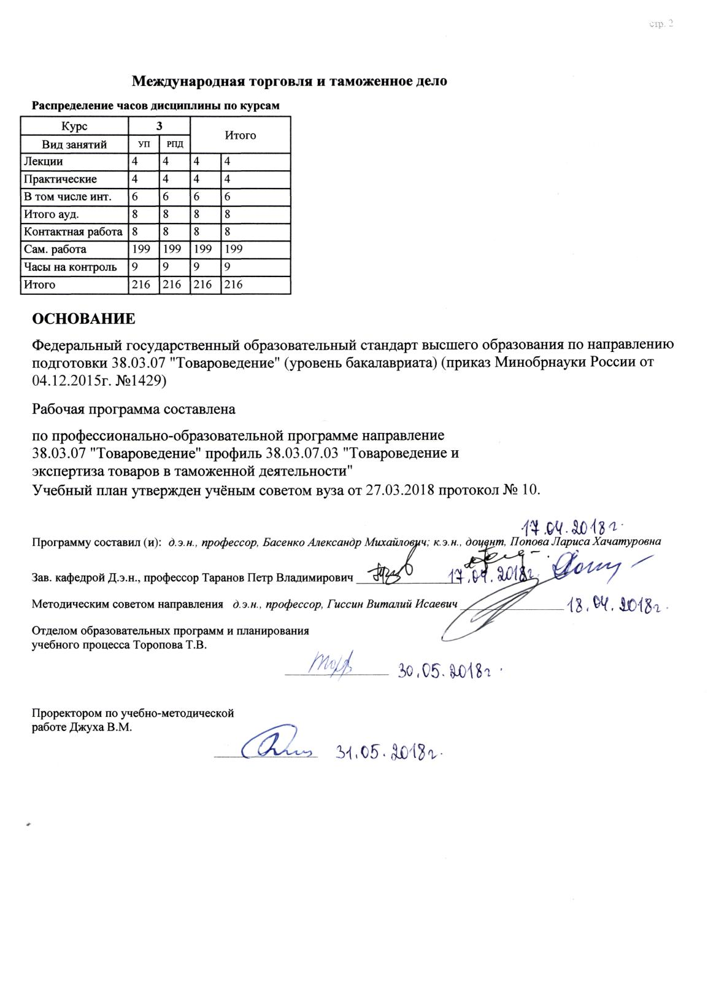 стр. 2
Международная торговля и таможенное дело
Распределение часов дисциплины по курсам
Курс 3 Итого
Вид занятий УП РПД
Лекции 4 4 4 4
Практические 4 4 4 4
В том числе инт. 6 6 6 6
Итого ауд. 8 8 8 8
Контактная работа 8 8 8 8
Сам. работа 199 199 199 199
Часы на контроль 9 9 9 9
Итого 216 216 216 216
ОСНОВАНИЕ
Федеральный государственный образовательный стандарт высшего образования по направлению
подготовки 38.03.07 "Товароведение" (уровень бакалавриата) (приказ Минобрнауки России от
04.12.2015г. №1429)
Рабочая программа составлена
по профессионально-образовательной программе направление
38.03.07 "Товароведение" профиль 38.03.07.03 "Товароведение и
экспертиза товаров в таможенной деятельности"
Учебный план утвержден учёным советом вуза от 27.03.2018 протокол № 10.
17.04.2018г.
Программу составил (и): д.э.н., профессор, Басенко Александр Михайлович; к.э.н., доцент, Попова Лариса Хачатуровна
Зав. кафедрой Д.э.н., профессор Таранов Петр Владимирович 17.04.2018г.
Методическим советом направления д.э.н., профессор, Гиссин Виталий Исаевич 18.04.2018г.
Отделом образовательных программ и планирования
учебного процесса Торопова Т.В.
30.05.2018г.
Проректором по учебно-методической
работе Джуха В.М.
31.05.2018г.